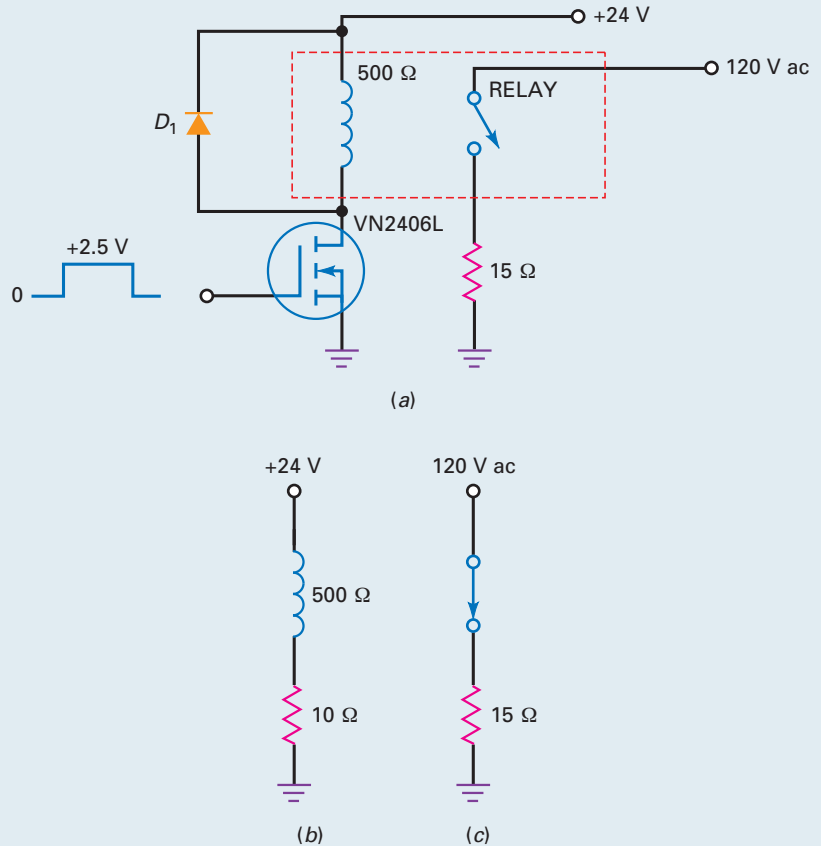 +24 V
500 Ω
120 V ac
RELAY
D1
VN2406L
+2.5 V
0
15 Ω
(a)
+24 V
120 V ac
500 Ω
10 Ω
15 Ω
(b)
(c)